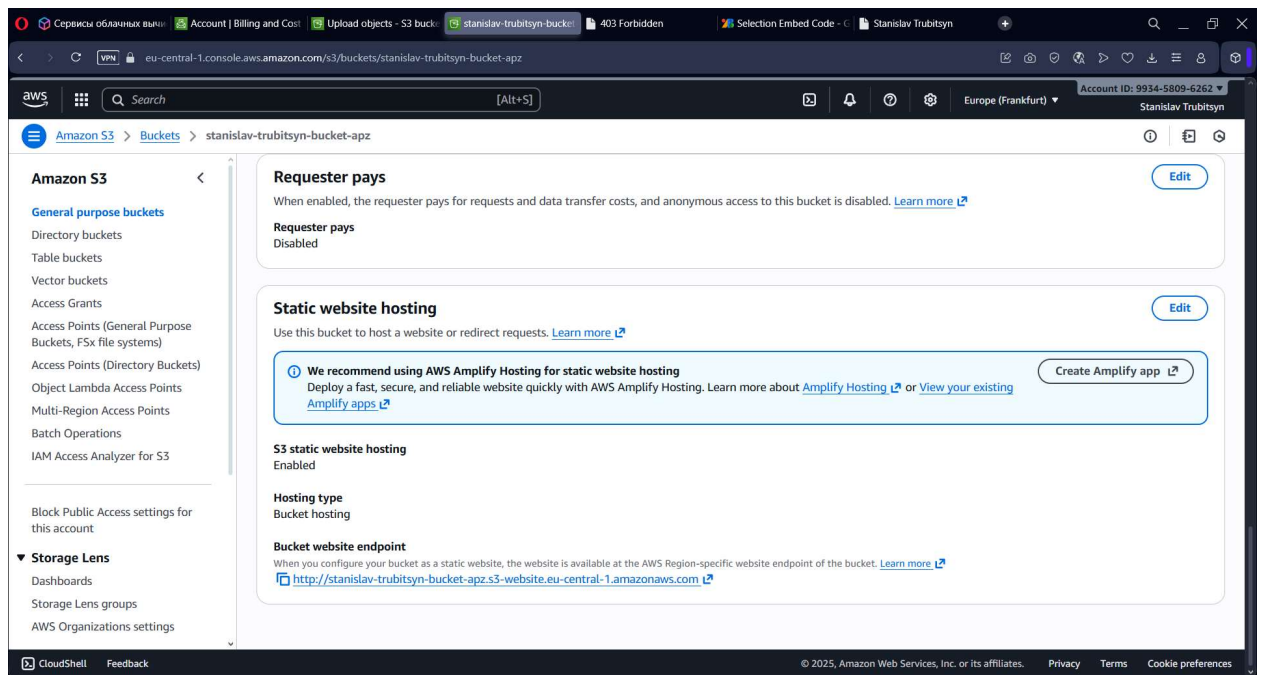 Сервисы облачных вычи
Account | Billing and Cost
Upload objects - S3 bucke
stanislav-trubitsyn-bucket
403 Forbidden
Selection Embed Code - G
Stanislav Trubitsyn
VPN
eu-central-1.console.aws.amazon.com/s3/buckets/stanislav-trubitsyn-bucket-apz
aws
Search
[Alt+S]
Europe (Frankfurt)
Account ID: 9934-5809-6262
Stanislav Trubitsyn
Amazon S3 > Buckets > stanislav-trubitsyn-bucket-apz
Amazon S3
General purpose buckets
Directory buckets
Table buckets
Vector buckets
Access Grants
Access Points (General Purpose
Buckets, FSx file systems)
Access Points (Directory Buckets)
Object Lambda Access Points
Multi-Region Access Points
Batch Operations
IAM Access Analyzer for S3
Block Public Access settings for
this account
Storage Lens
Dashboards
Storage Lens groups
AWS Organizations settings
Requester pays
Edit
When enabled, the requester pays for requests and data transfer costs, and anonymous access to this bucket is disabled. Learn more
Requester pays
Disabled
Static website hosting
Edit
Use this bucket to host a website or redirect requests. Learn more
We recommend using AWS Amplify Hosting for static website hosting
Deploy a fast, secure, and reliable website quickly with AWS Amplify Hosting. Learn more about Amplify Hosting or View your existing
Amplify apps
Create Amplify app
S3 static website hosting
Enabled
Hosting type
Bucket hosting
Bucket website endpoint
When you configure your bucket as a static website, the website is available at the AWS Region-specific website endpoint of the bucket. Learn more
http://stanislav-trubitsyn-bucket-apz.s3-website.eu-central-1.amazonaws.com
CloudShell
Feedback
© 2025, Amazon Web Services, Inc. or its affiliates.
Privacy
Terms
Cookie preferences